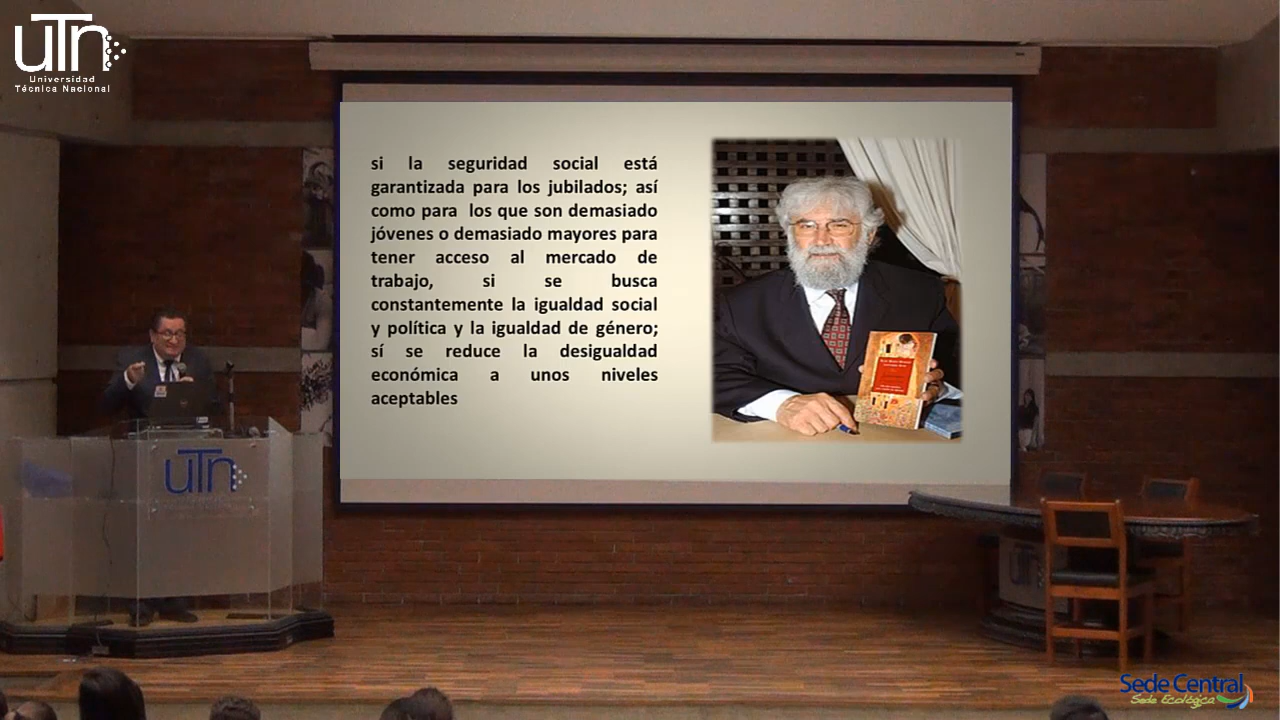 UTn
Universidad
Técnica Nacional
si la seguridad social está
garantizada para los jubilados; así
como para los que son demasiado
jóvenes o demasiado mayores para
tener acceso al mercado de
trabajo, si se busca
constantemente la igualdad social
y política y la igualdad de género;
sí se reduce la desigualdad
económica a unos niveles
aceptables
UTn
Sede Central
Sede Ecológica